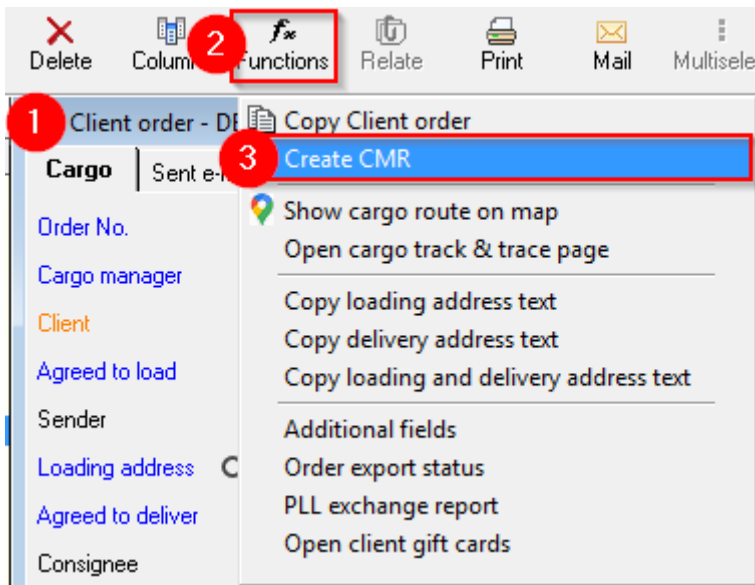 Delete Colum 2 Functions Relate Print Mail Multisele
1 Client order - DE Copy Client order
Cargo Sent e-m 3 Create CMR
Order No. Show cargo route on map
Cargo manager Open cargo track & trace page
Client Copy loading address text
Copy delivery address text
Agreed to load Copy loading and delivery address text
Sender Additional fields
Loading address Order export status
Agreed to deliver PLL exchange report
Consignee Open client gift cards